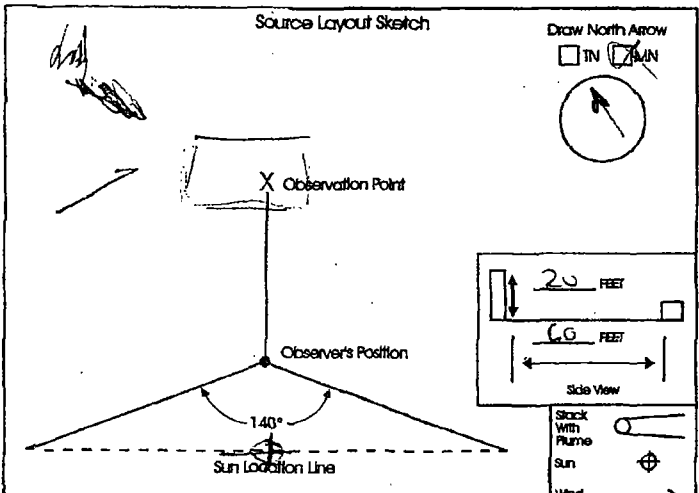 Source Layout Sketch
Draw North Arrow
TN MN
X Observation Point
20 FEET
60 FEET
Side View
Observer's Position
140°
Sun Location Line
Stack
With
Plume
Sun
Wind